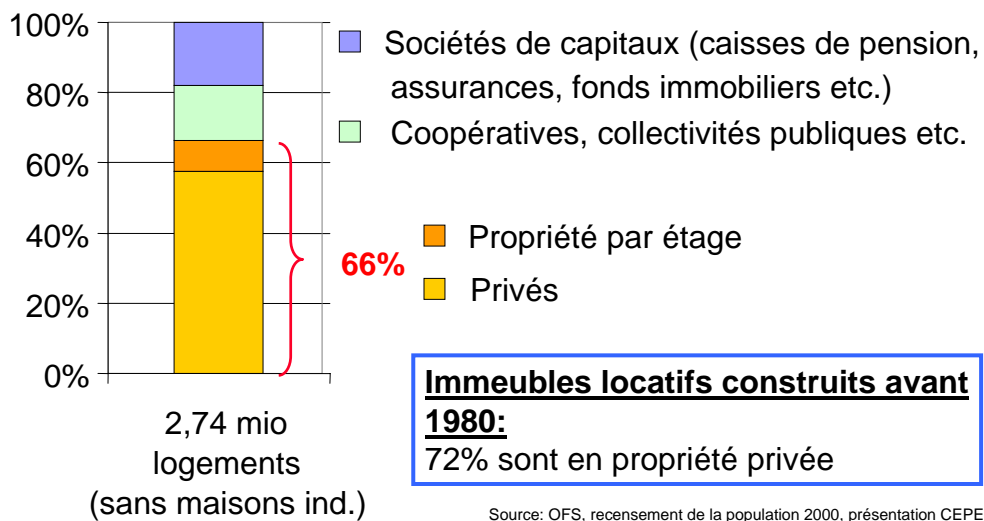 100%
80%
60%
40%
20%
0%
2,74 mio
logements
(sans maisons ind.)
66%
Sociétés de capitaux (caisses de pension,
assurances, fonds immobiliers etc.)
Coopératives, collectivités publiques etc.
Propriété par étage
Privés
Immeubles locatifs construits avant
1980:
72% sont en propriété privée
Source: OFS, recensement de la population 2000, présentation CEPE